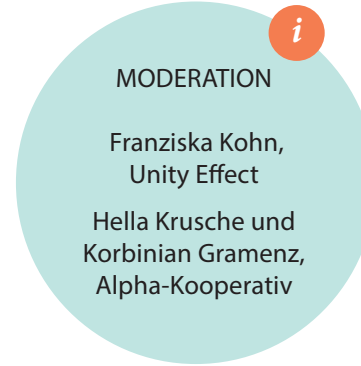 i
MODERATION
Franziska Kohn,
Unity Effect
Hella Krusche und
Korbinian Gramenz,
Alpha-Kooperativ